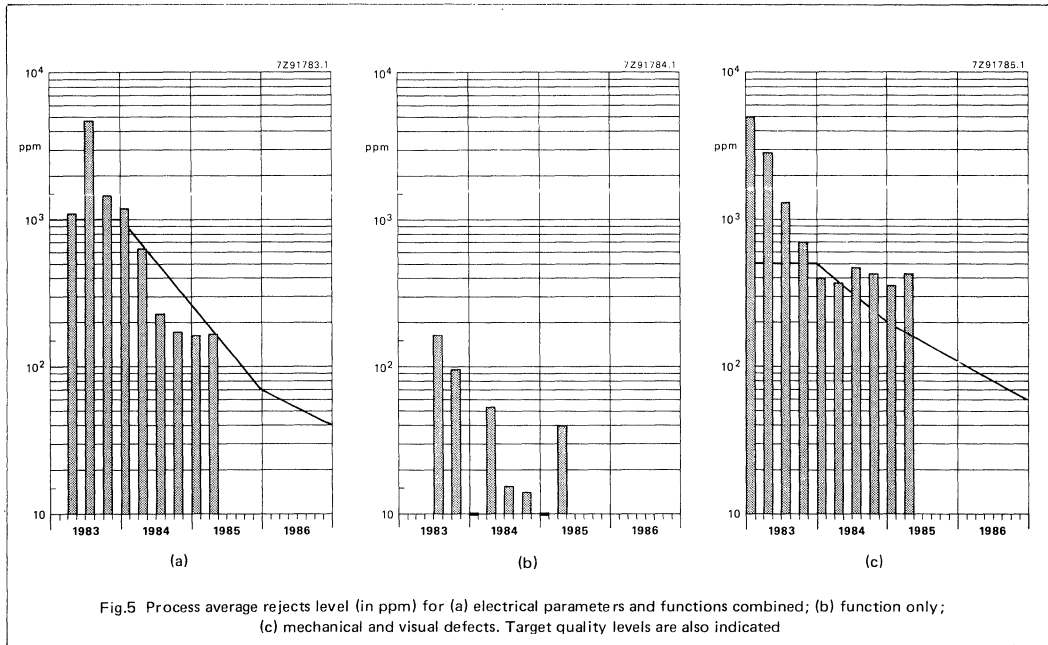 7Z91783.1
10⁴
ppm
10³
10²
10
1983 1984 1985 1986
(a)
7Z91784.1
10⁴
ppm
10³
10²
10
1983 1984 1985 1986
(b)
7Z91785.1
10⁴
ppm
10³
10²
10
1983 1984 1985 1986
(c)
Fig.5 Process average rejects level (in ppm) for (a) electrical parameters and functions combined; (b) function only;
(c) mechanical and visual defects. Target quality levels are also indicated